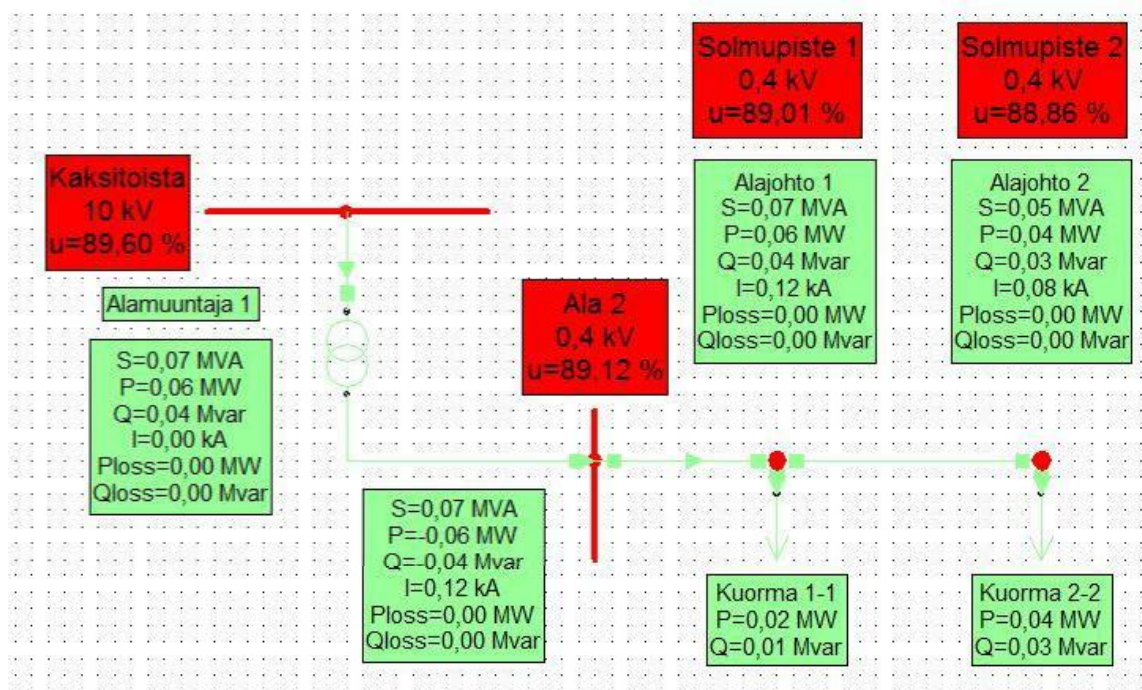 Solmupiste 1
0,4 kV
u=89,01 %
Solmupiste 2
0,4 kV
u=88,86 %
Kaksitoista
10 kV
u=89,60 %
Alajohto 1
S=0,07 MVA
P=0,06 MW
Q=0,04 Mvar
I=0,12 kA
Ploss=0,00 MW
Qloss=0,00 Mvar
Alajohto 2
S=0,05 MVA
P=0,04 MW
Q=0,03 Mvar
I=0,08 kA
Ploss=0,00 MW
Qloss=0,00 Mvar
Alamuuntaja 1
S=0,07 MVA
P=0,06 MW
Q=0,04 Mvar
I=0,00 kA
Ploss=0,00 MW
Qloss=0,00 Mvar
Ala 2
0,4 kV
u=89,12 %
S=0,07 MVA
P=-0,06 MW
Q=-0,04 Mvar
I=0,12 kA
Ploss=0,00 MW
Qloss=0,00 Mvar
Kuorma 1-1
P=0,02 MW
Q=0,01 Mvar
Kuorma 2-2
P=0,04 MW
Q=0,03 Mvar